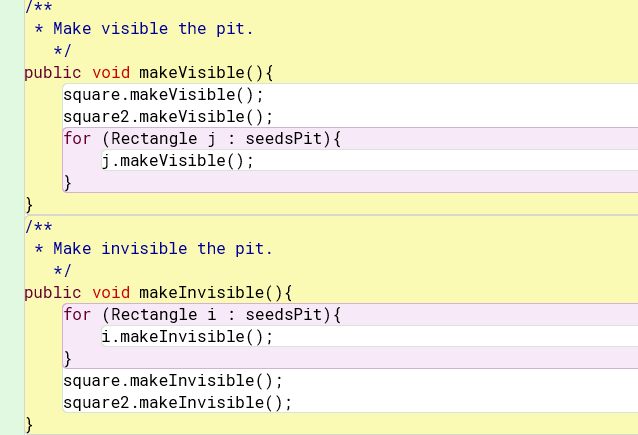 /**
 * Make visible the pit.
   */
public void makeVisible(){
    square.makeVisible();
    square2.makeVisible();
    for (Rectangle j : seedsPit){
        j.makeVisible();
    }
}
/**
 * Make invisible the pit.
   */
public void makeInvisible(){
    for (Rectangle i : seedsPit){
        i.makeInvisible();
    }
    square.makeInvisible();
    square2.makeInvisible();
}